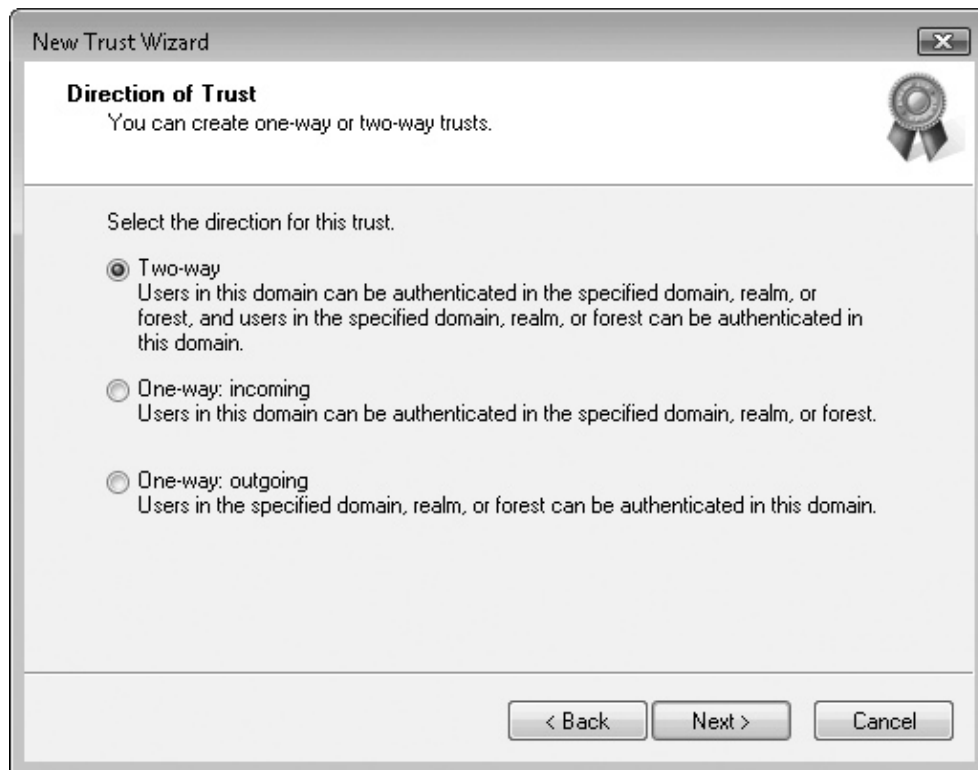 New Trust Wizard
Direction of Trust
You can create one-way or two-way trusts.
Select the direction for this trust.
Two-way
Users in this domain can be authenticated in the specified domain, realm, or
forest, and users in the specified domain, realm, or forest can be authenticated in
this domain.
One-way: incoming
Users in this domain can be authenticated in the specified domain, realm, or forest.
One-way: outgoing
Users in the specified domain, realm, or forest can be authenticated in this domain.
< Back Next > Cancel